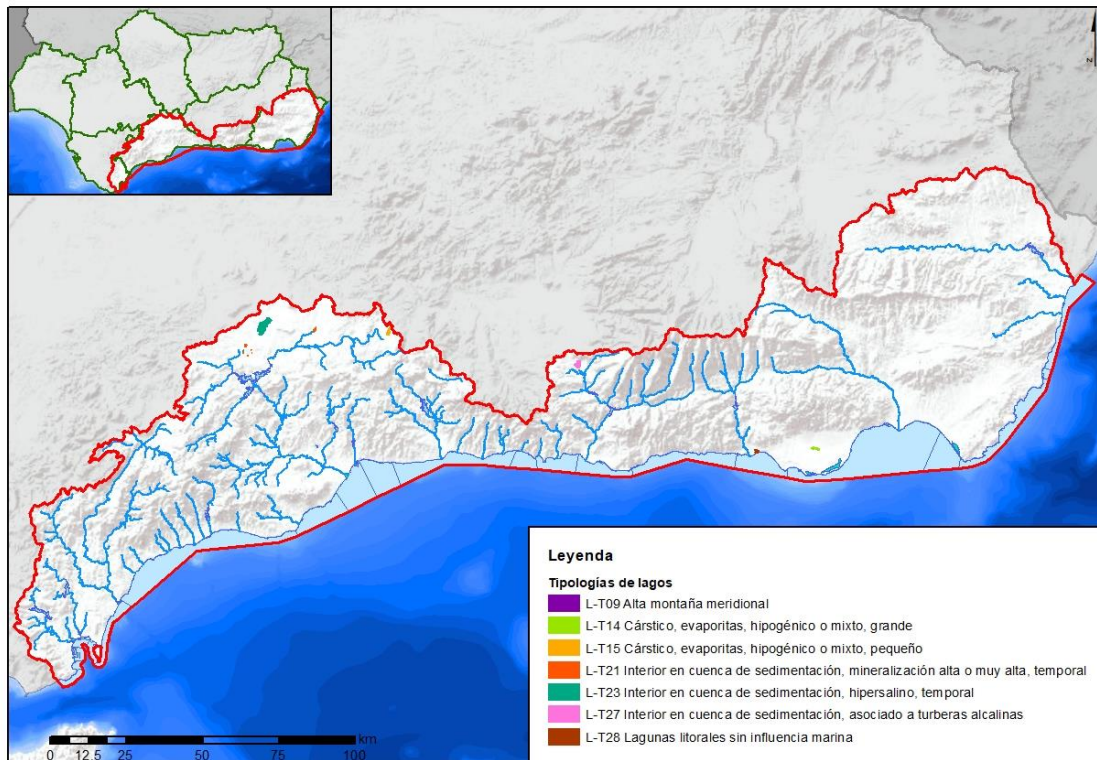 N
Leyenda
Tipologías de lagos
L-T09 Alta montaña meridional
L-T14 Cárstico, evaporitas, hipogénico o mixto, grande
L-T15 Cárstico, evaporitas, hipogénico o mixto, pequeño
L-T21 Interior en cuenca de sedimentación, mineralización alta o muy alta, temporal
L-T23 Interior en cuenca de sedimentación, hipersalino, temporal
L-T27 Interior en cuenca de sedimentación, asociado a turberas alcalinas
L-T28 Lagunas litorales sin influencia marina
km
0 12,5 25 50 75 100